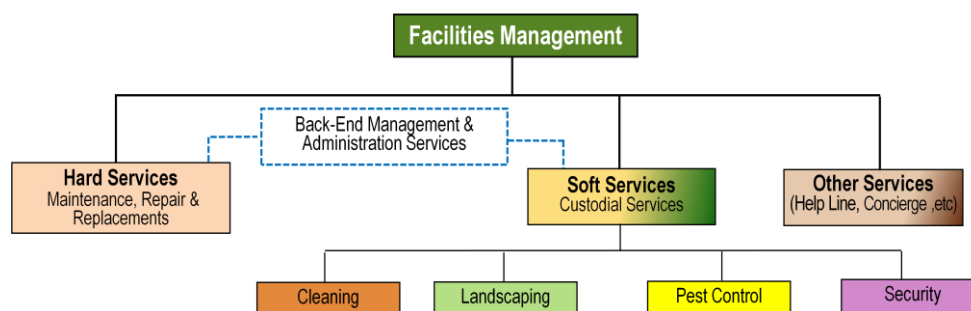 Facilities Management
Back-End Management &
Administration Services
Hard Services
Maintenance, Repair &
Replacements
Soft Services
Custodial Services
Other Services
(Help Line, Concierge ,etc)
Cleaning
Landscaping
Pest Control
Security